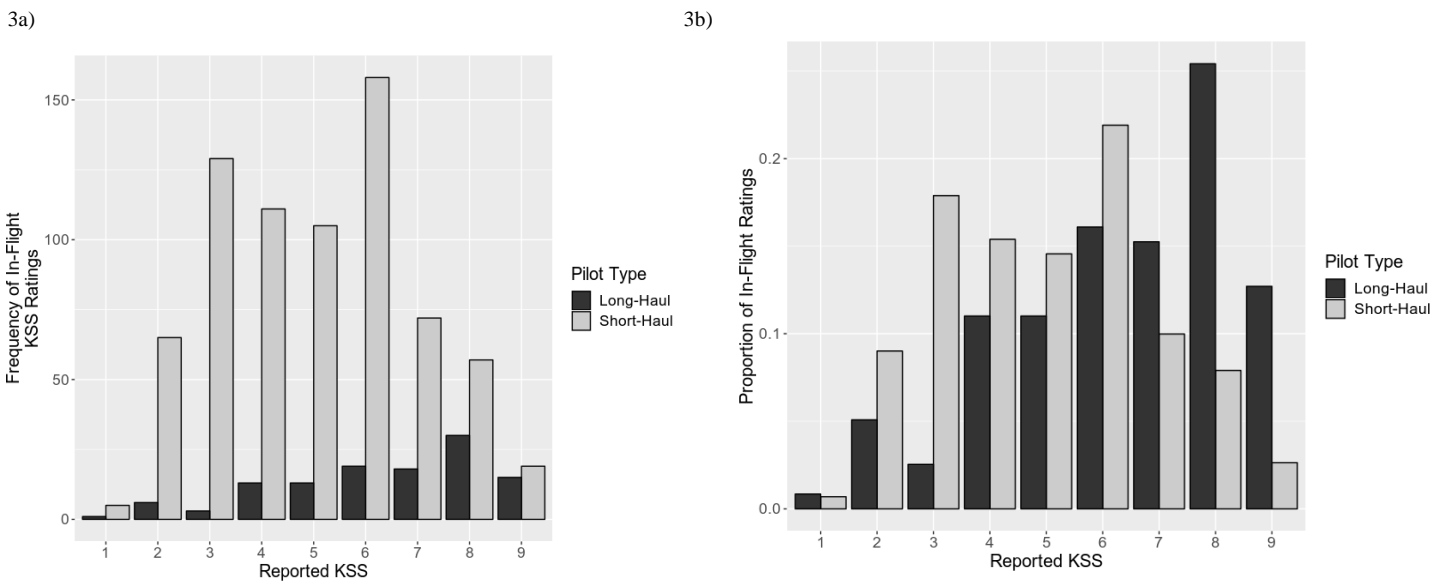 3a)
Frequency of In-Flight
KSS Ratings
150
100
50
0
1 2 3 4 5 6 7 8 9
Reported KSS
Pilot Type
Long-Haul
Short-Haul
3b)
Proportion of In-Flight Ratings
0.2
0.1
0.0
1 2 3 4 5 6 7 8 9
Reported KSS
Pilot Type
Long-Haul
Short-Haul